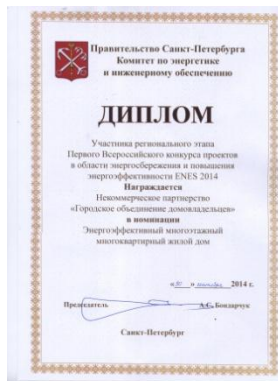 Правительство Санкт-Петербурга
Комитет по энергетике
и инженерному обеспечению
ДИПЛОМ
Участника регионального этапа
Первого Всероссийского конкурса проектов
в области энергосбережения и повышения
энергоэффективности ENES 2014
Награждается
Некоммерческое партнерство
«Городское объединение домовладельцев»
в номинации
Энергоэффективный многоэтажный
многоквартирный жилой дом
2014 г.
Председатель А.С. Бондарчук
Санкт-Петербург